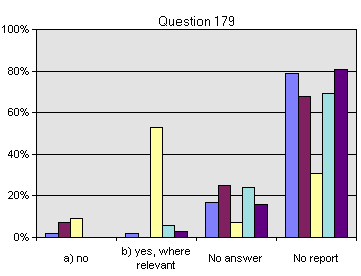 Question 179
100%
80%
60%
40%
20%
0%
a) no
b) yes, where
relevant
No answer
No report